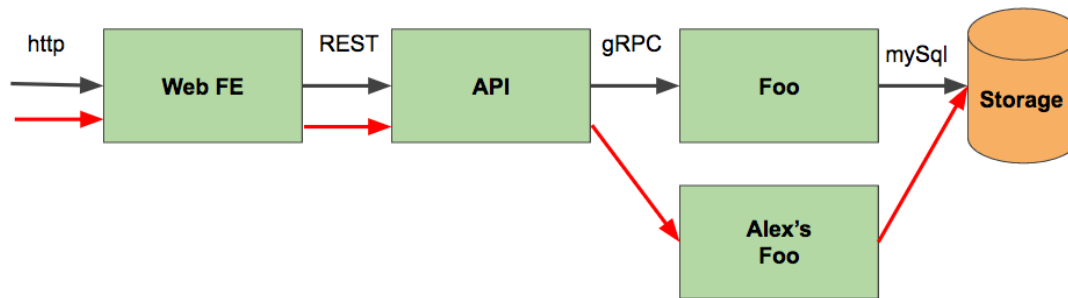 http
REST
gRPC
mySql
Web FE
API
Foo
Storage
Alex's
Foo